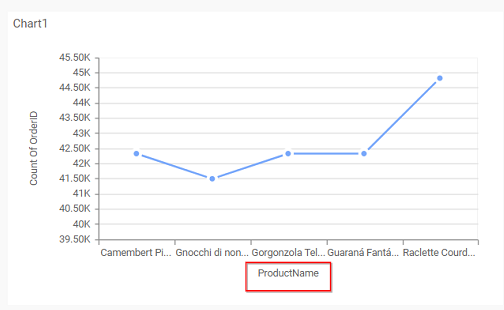 Chart1
Count Of OrderID
45.50K
45K
44.50K
44K
43.50K
43K
42.50K
42K
41.50K
41K
40.50K
40K
39.50K
Camembert Pi... Gnocchi di non... Gorgonzola Tel... Guaraná Fantá... Raclette Courd...
ProductName